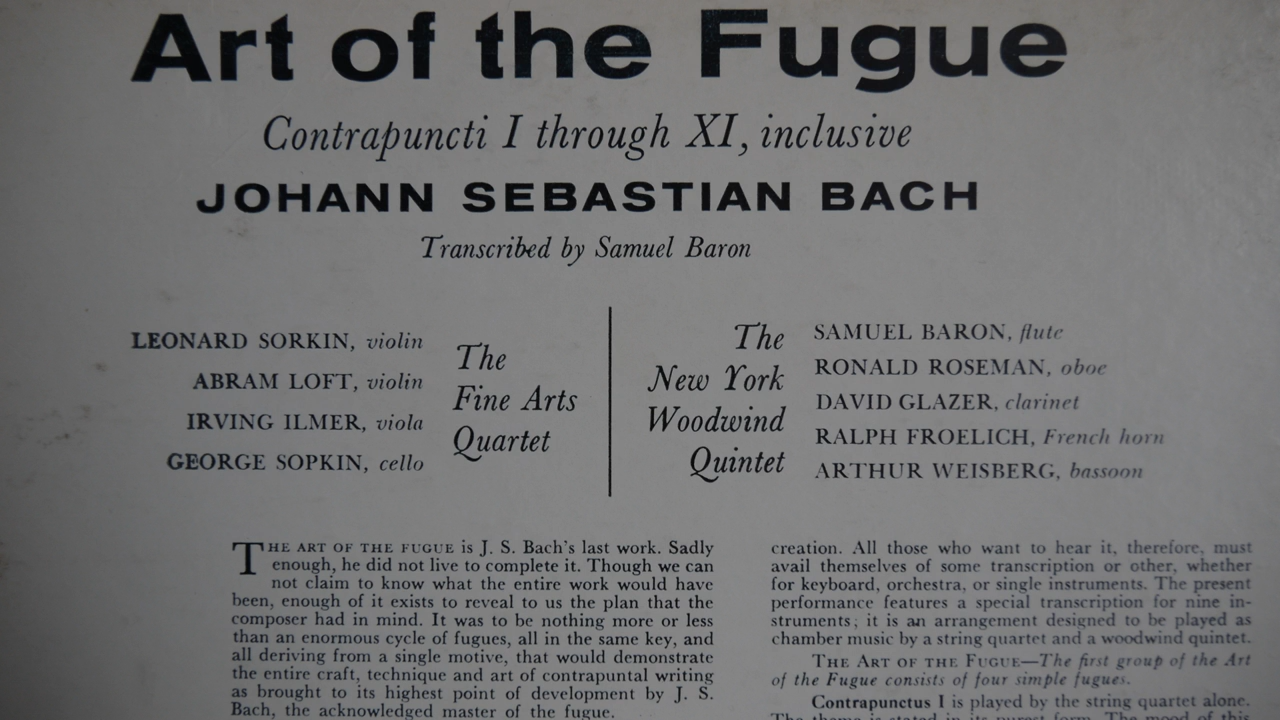 Art of the Fugue
Contrapuncti I through XI, inclusive
JOHANN SEBASTIAN BACH
Transcribed by Samuel Baron
LEONARD SORKIN, violin
ABRAM LOFT, violin
IRVING ILMER, viola
GEORGE SOPKIN, cello
The
Fine Arts
Quartet
The
New York
Woodwind
Quintet
SAMUEL BARON, flute
RONALD ROSEMAN, oboe
DAVID GLAZER, clarinet
RALPH FROELICH, French horn
ARTHUR WEISBERG, bassoon
THE ART OF THE FUGUE is J. S. Bach's last work. Sadly
enough, he did not live to complete it. Though we can
not claim to know what the entire work would have
been, enough of it exists to reveal to us the plan that the
composer had in mind. It was to be nothing more or less
than an enormous cycle of fugues, all in the same key, and
all deriving from a single motive, that would demonstrate
the entire craft, technique and art of contrapuntal writing
as brought to its highest point of development by J. S.
Bach, the acknowledged master of the fugue.
creation. All those who want to hear it, therefore, must
avail themselves of some transcription or other, whether
for keyboard, orchestra, or single instruments. The present
performance features a special transcription for nine in-
struments; it is an arrangement designed to be played as
chamber music by a string quartet and a woodwind quintet.
THE ART OF THE FUGUE—The first group of the Art
of the Fugue consists of four simple fugues.
Contrapunctus I is played by the string quartet alone.
The theme is stated in its purest form. The mood of this